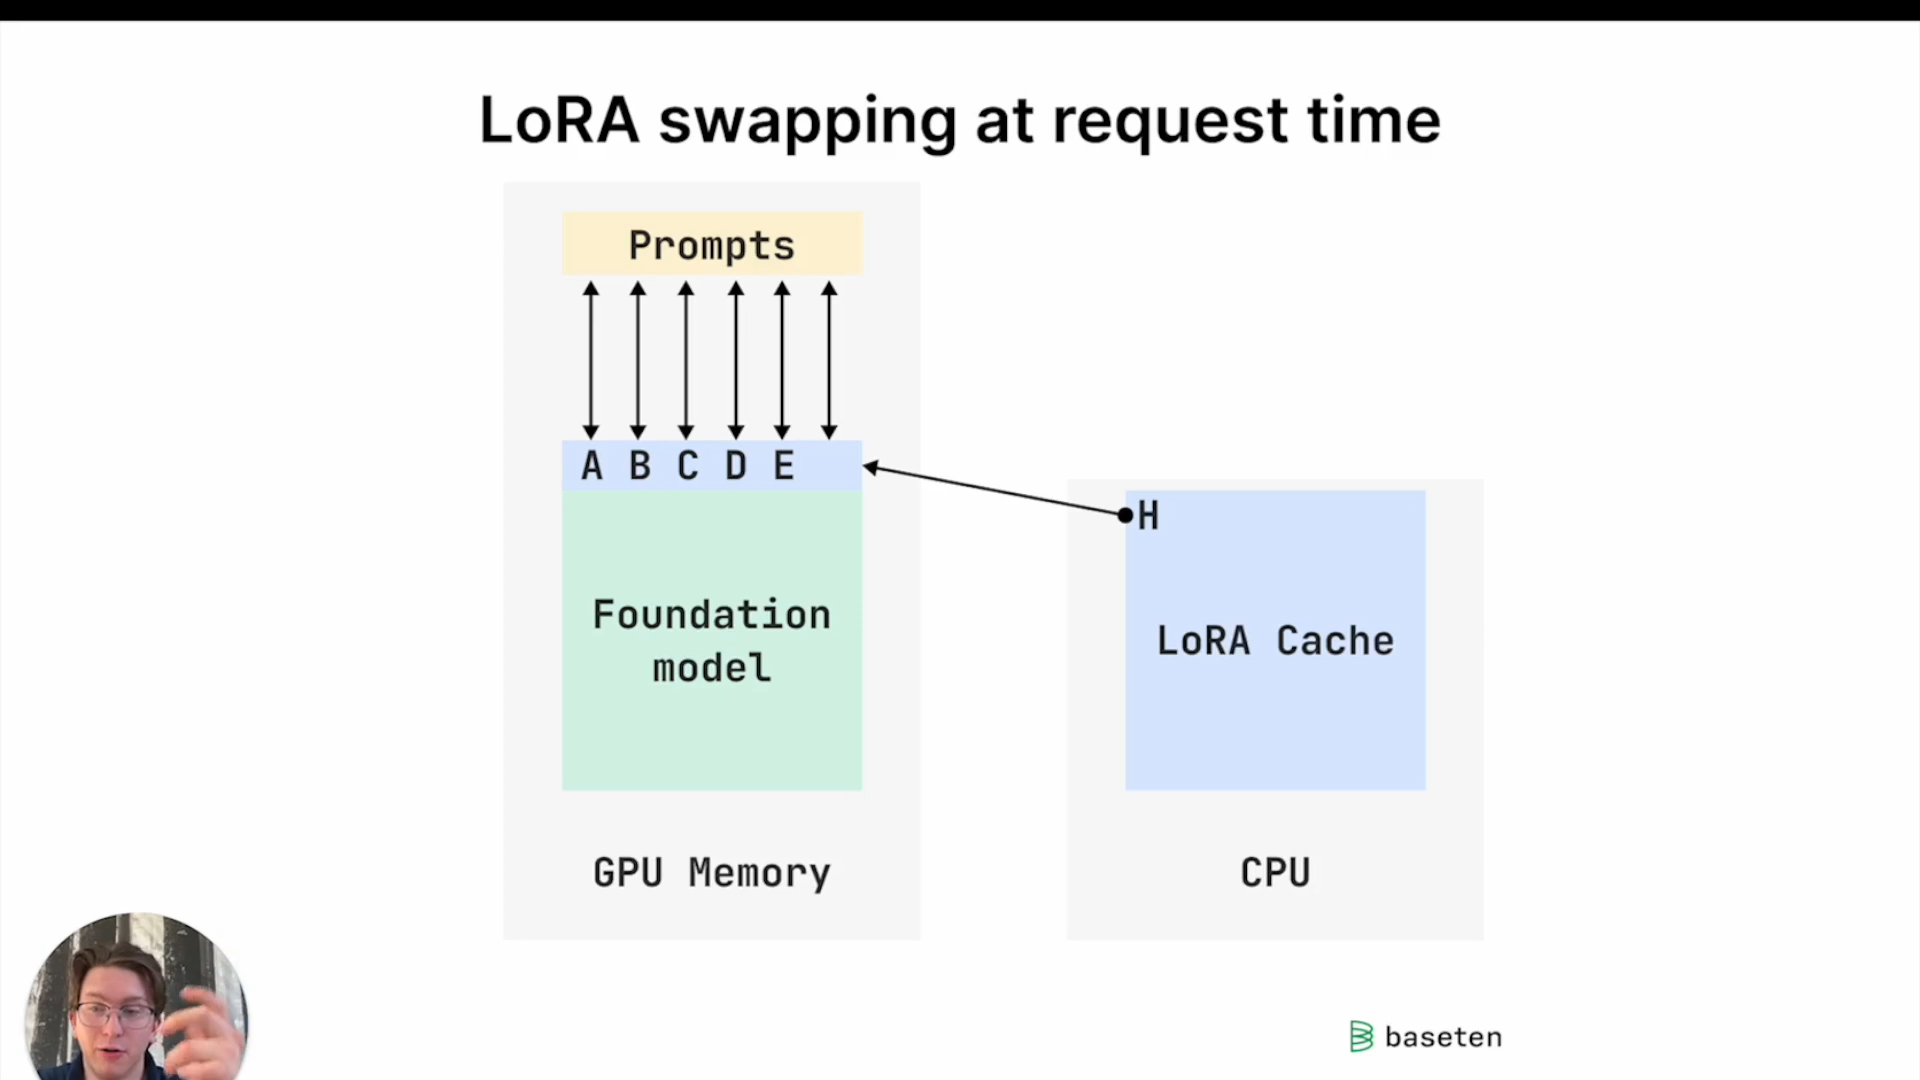 LoRA swapping at request time
Prompts
A B C D E
H
Foundation
model
LoRA Cache
GPU Memory
CPU
baseten